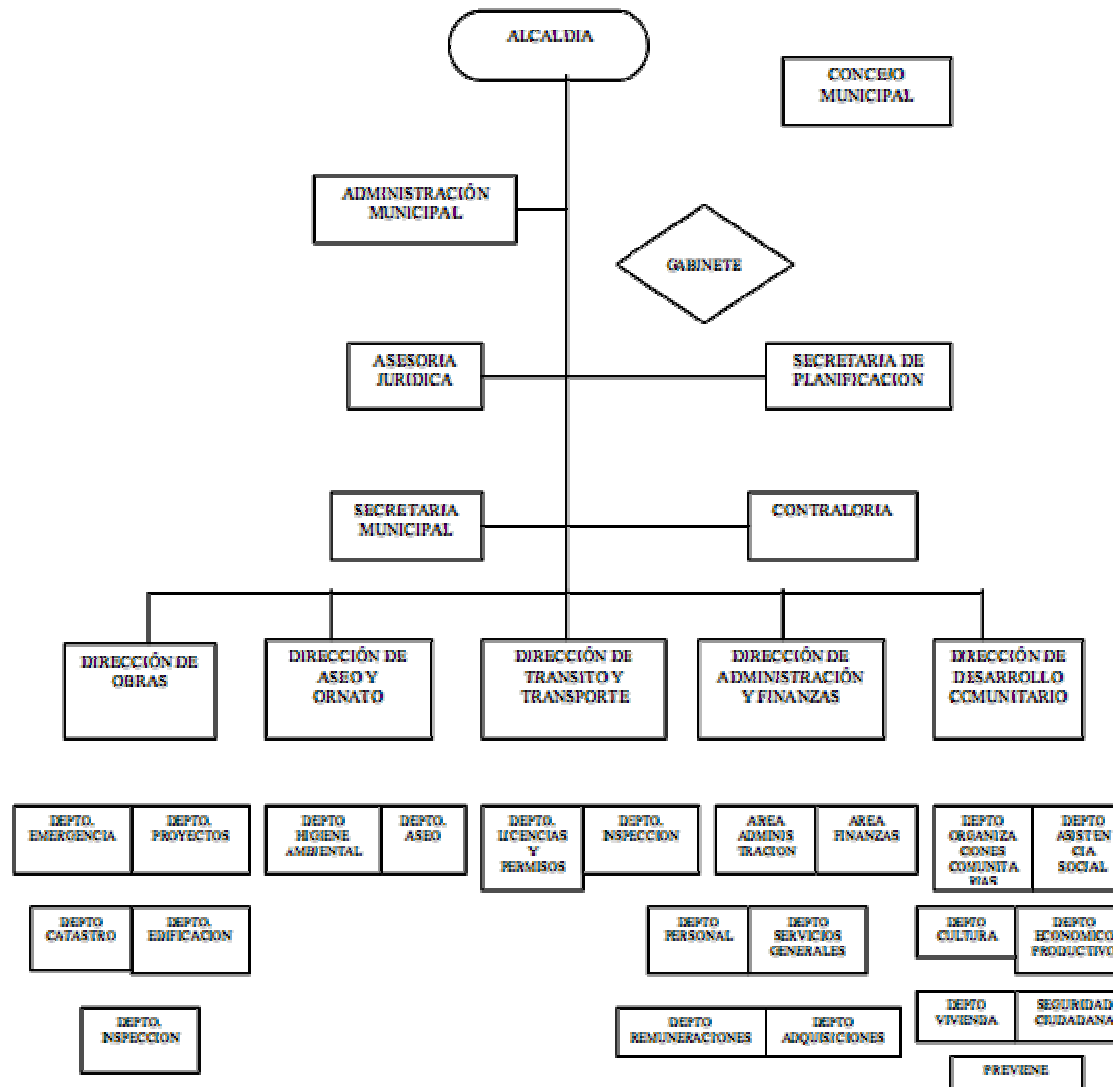 ALCALDIA
CONCEJO
MUNICIPAL
ADMINISTRACIÓN
MUNICIPAL
GABINETE
ASESORIA
JURIDICA
SECRETARIA DE
PLANIFICACION
SECRETARIA
MUNICIPAL
CONTRALORIA
DIRECCIÓN DE
OBRAS
DIRECCIÓN DE
ASEO Y
ORNATO
DIRECCIÓN DE
TRANSITO Y
TRANSPORTE
DIRECCIÓN DE
ADMINISTRACIÓN
Y FINANZAS
DIRECCIÓN DE
DESARROLLO
COMUNITARIO
DEPTO.
EMERGENCIA
DEPTO.
PROYECTOS
DEPTO
HIGIENE
AMBIENTAL
DEPTO.
ASEO
DEPTO.
LICENCIAS
Y
PERMISOS
DEPTO.
INSPECCION
AREA
ADMINIS
TRACION
AREA
FINANZAS
DEPTO
ORGANIZA
CIONES
COMUNITA
RIAS
DEPTO
ASISTEN
CIA
SOCIAL
DEPTO
CATASTRO
DEPTO.
EDIFICACION
DEPTO
PERSONAL
DEPTO
SERVICIOS
GENERALES
DEPTO
CULTURA
DEPTO
ECONOMICO
PRODUCTIVO
DEPTO.
INSPECCION
DEPTO
REMUNERACIONES
DEPTO
ADQUISICIONES
DEPTO
VIVIENDA
SEGURIDAD
CIUDADANA
PREVIENE